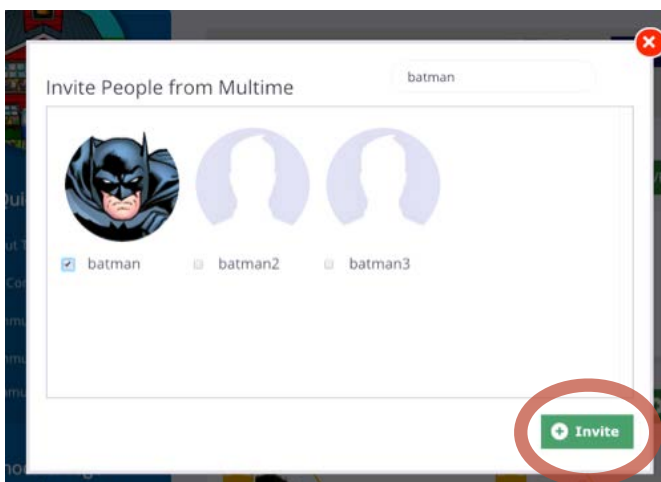 batman
Invite People from Multime
batman
batman2
batman3
Invite